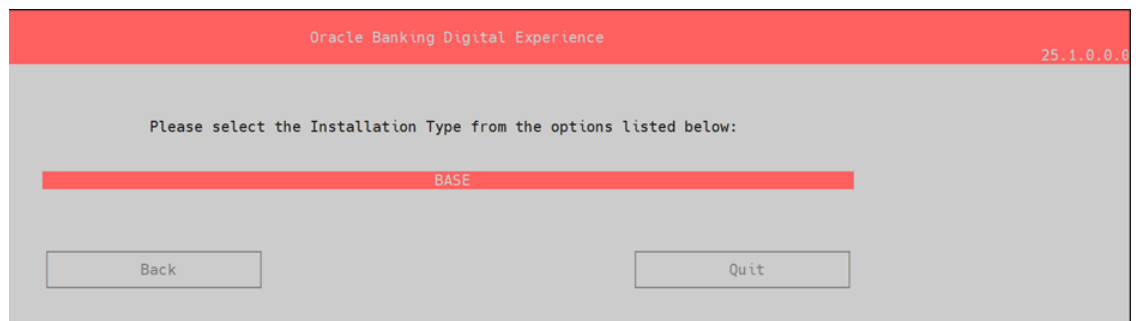 Oracle Banking Digital Experience
25.1.0.0.0
Please select the Installation Type from the options listed below:
BASE
Back
Quit